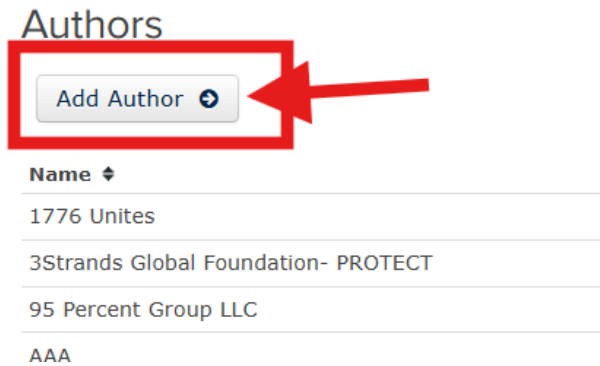 Authors
Add Author
Name
1776 Unites
3Strands Global Foundation- PROTECT
95 Percent Group LLC
AAA